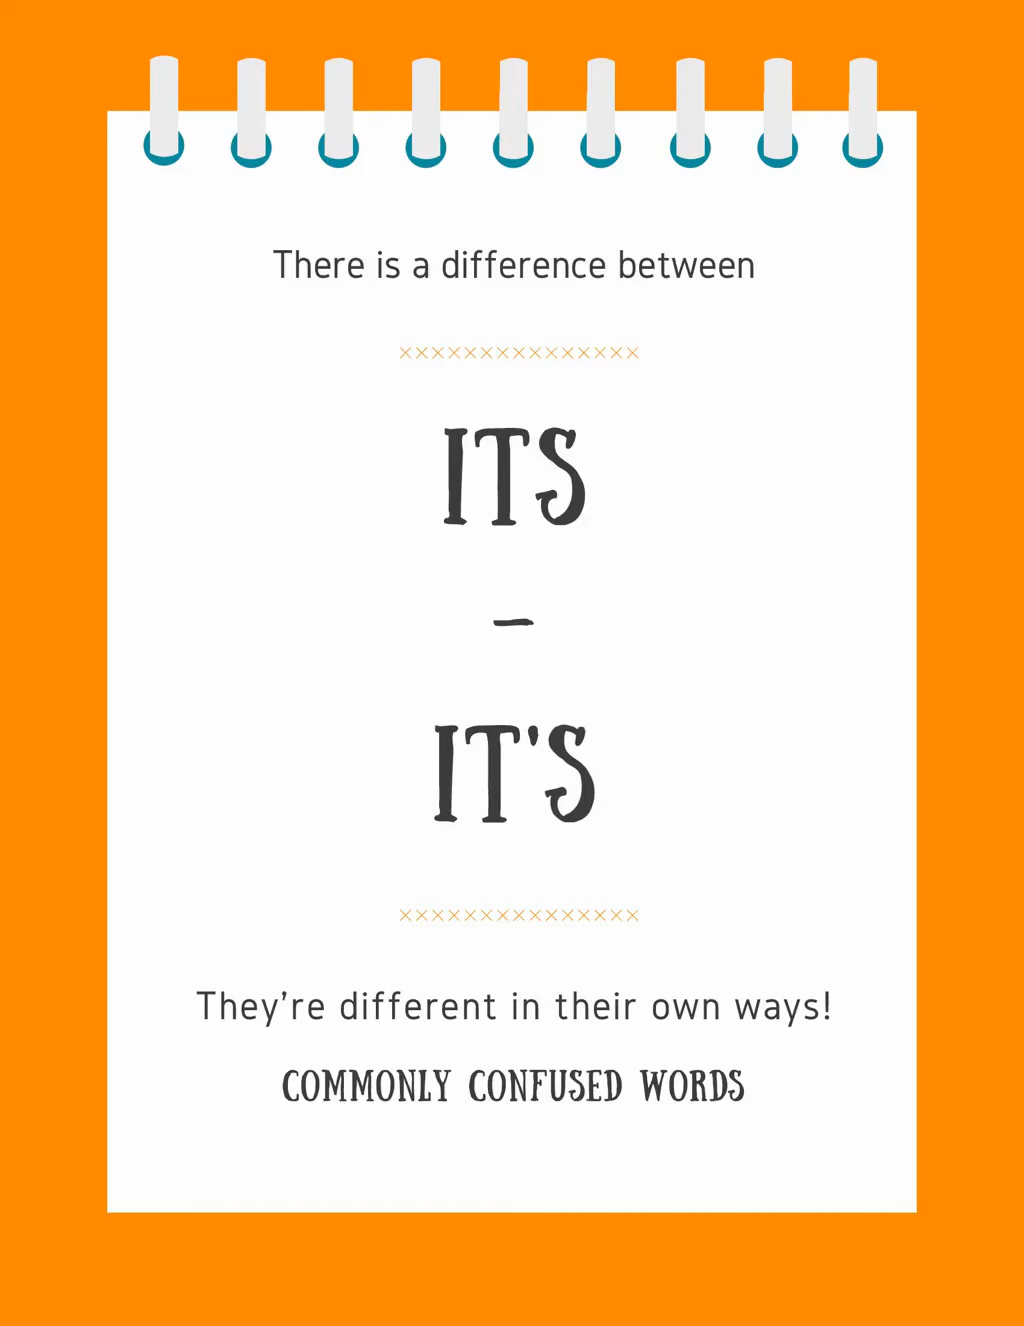 There is a difference between
××××××××××××××× 
ITS
–
IT'S
×××××××××××××××
They’re different in their own ways!
COMMONLY CONFUSED WORDS